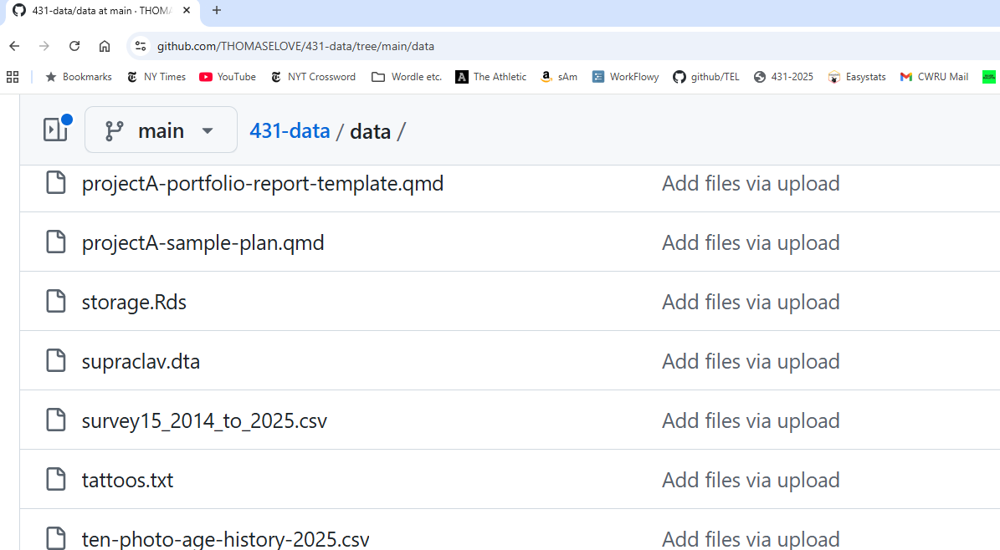 431-data/data at main · THOMA
github.com/THOMASELOVE/431-data/tree/main/data
Bookmarks NY Times YouTube NYT Crossword Wordle etc. The Athletic sAm WorkFlowy github/TEL 431-2025 Easystats CWRU Mail
main 431-data / data /
projectA-portfolio-report-template.qmd Add files via upload
projectA-sample-plan.qmd Add files via upload
storage.Rds Add files via upload
supraclav.dta Add files via upload
survey15_2014_to_2025.csv Add files via upload
tattoos.txt Add files via upload
ten-photo-age-history-2025.csv Add files via upload